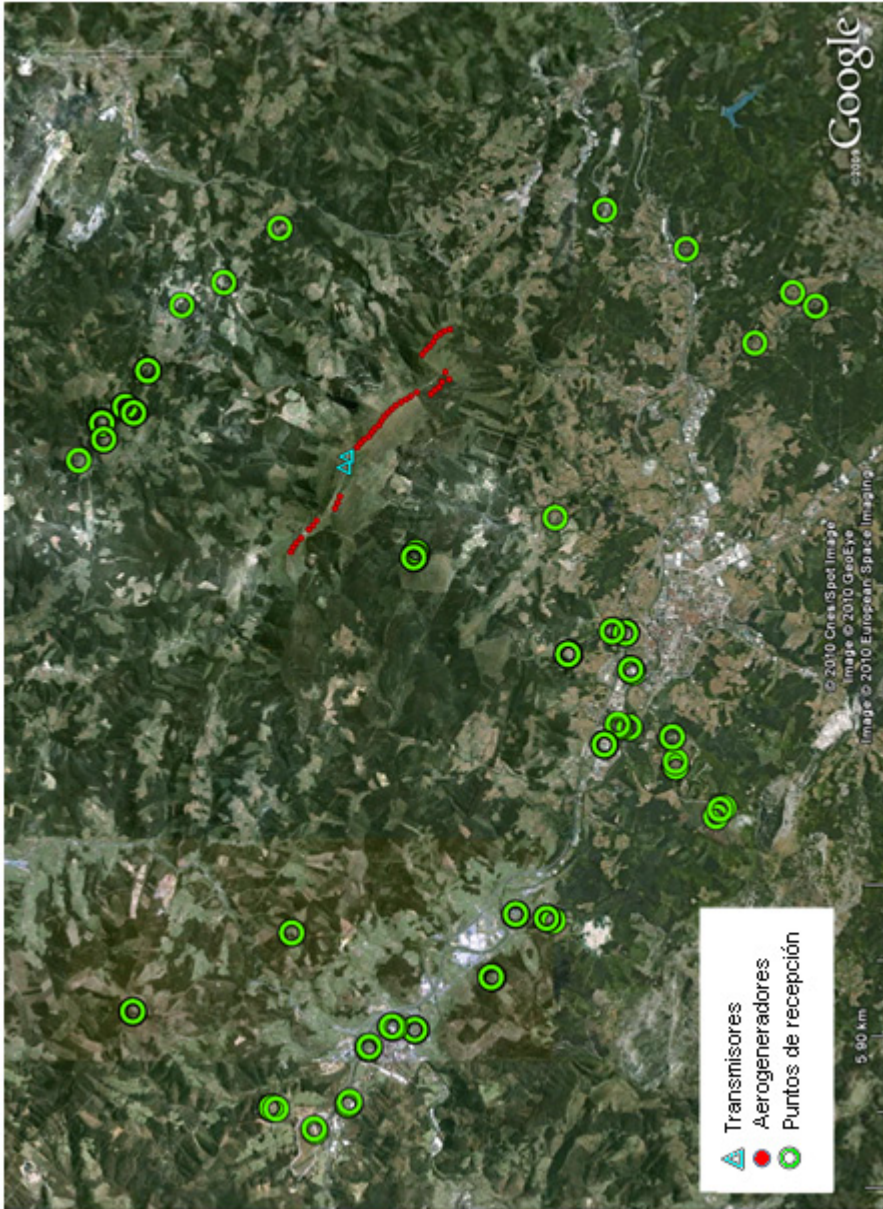 Transmisores
Aerogeneradores
Puntos de recepción
5.90 km
© 2010 Cnes/Spot Image
Image © 2010 GeoEye
Image © 2010 European Space Imaging
©2009 Google